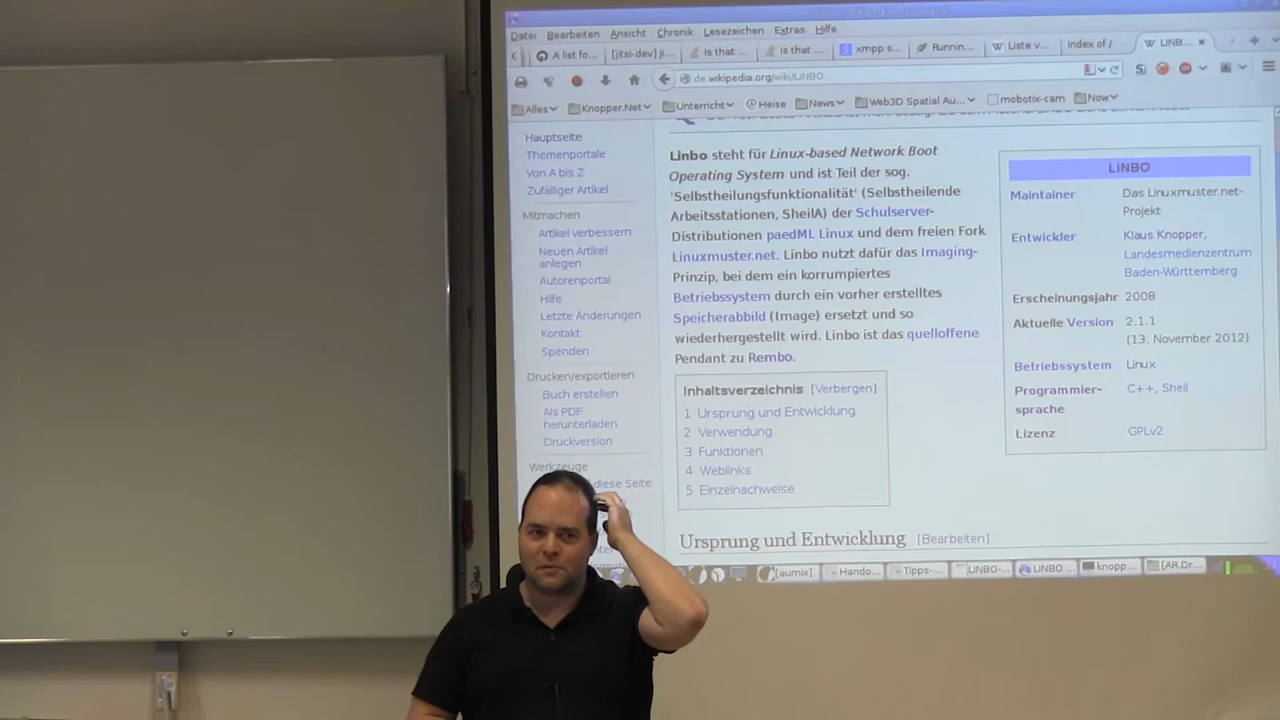 Datei Bearbeiten Ansicht Chronik Lesezeichen Extras Hilfe
A list fo... [jitsi-dev] Ji... Is that ... Is that ... xmpp s... Runnin... Liste v... Index of / LINB...
de.wikipedia.org/wiki/LINBO
Alles Knopper.Net Unterricht Heise News Web3D Spatial Au... mobotix-cam Now
Hauptseite
Themenportale
Von A bis Z
Zufälliger Artikel
Mitmachen
Artikel verbessern
Neuen Artikel
anlegen
Autorenportal
Hilfe
Letzte Änderungen
Kontakt
Spenden
Drucken/exportieren
Buch erstellen
Als PDF
herunterladen
Druckversion
Werkzeuge
diese Seite
Linbo steht für Linux-based Network Boot
Operating System und ist Teil der sog.
'Selbstheilungsfunktionalität' (Selbstheilende
Arbeitsstationen, SheilA) der Schulserver-
Distributionen paedML Linux und dem freien Fork
Linuxmuster.net. Linbo nutzt dafür das Imaging-
Prinzip, bei dem ein korrumpiertes
Betriebssystem durch ein vorher erstelltes
Speicherabbild (Image) ersetzt und so
wiederhergestellt wird. Linbo ist das quelloffene
Pendant zu Rembo.
Inhaltsverzeichnis [Verbergen]
1 Ursprung und Entwicklung
2 Verwendung
3 Funktionen
4 Weblinks
5 Einzelnachweise
Ursprung und Entwicklung [Bearbeiten]
LINBO
Maintainer Das Linuxmuster.net-
Projekt
Entwickler Klaus Knopper,
Landesmedienzentrum
Baden-Württemberg
Erscheinungsjahr 2008
Aktuelle Version 2.1.1
(13. November 2012)
Betriebssystem Linux
Programmier- C++, Shell
sprache
Lizenz GPLv2
[aumix] Hando... Tipps-... LINBO-... LINBO ... knopp... [AR.Dr...